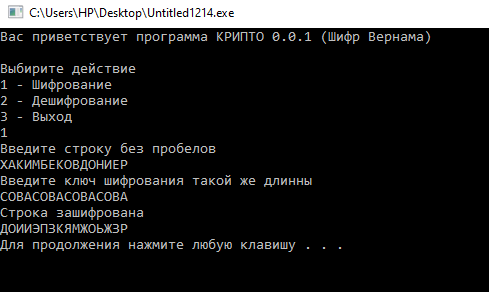 C:\Users\HP\Desktop\Untitled1214.exe
Вас приветствует программа КРИПТО 0.0.1 (Шифр Вернама)
Выбирите действие
1 - Шифрование
2 - Дешифрование
3 - Выход
1
Введите строку без пробелов
ХАКИМБЕКОВДОНИЕР
Введите ключ шифрования такой же длинны
СОВАСОВАСОВАСОВА
Строка зашифрована
ДОИИЭПЗКЯМЖОЬЖЗР
Для продолжения нажмите любую клавишу . . .